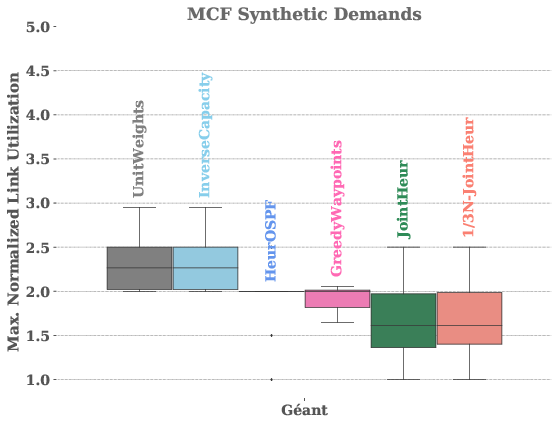 MCF Synthetic Demands
Max. Normalized Link Utilization
5.0
4.5
4.0
3.5
3.0
2.5
2.0
1.5
1.0
UnitWeights
InverseCapacity
HeurOSPF
GreedyWaypoints
JointHeur
1/3N-JointHeur
Géant